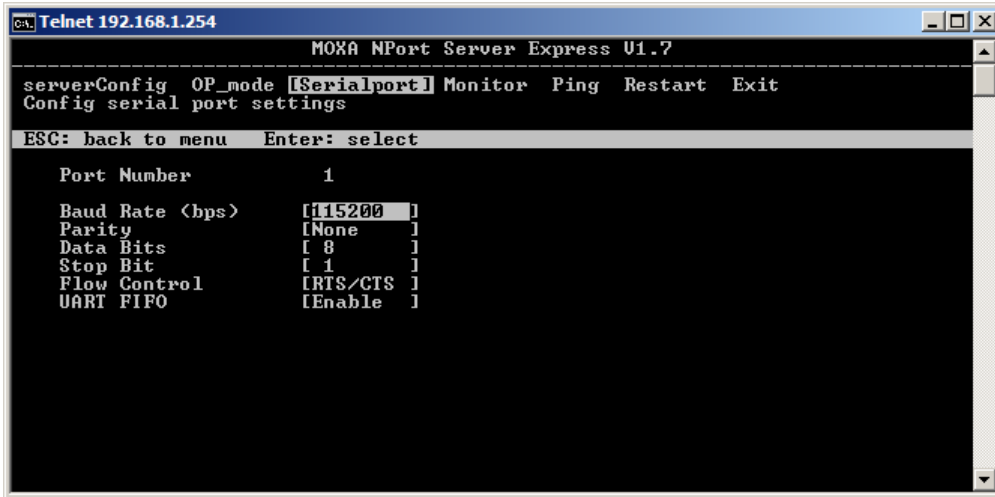 Telnet 192.168.1.254
MOXA NPort Server Express V1.7
serverConfig OP_mode [Serialport] Monitor Ping Restart Exit
Config serial port settings
ESC: back to menu Enter: select
Port Number 1
Baud Rate (bps) [115200 ]
Parity [None ]
Data Bits [ 8 ]
Stop Bit [ 1 ]
Flow Control [RTS/CTS ]
UART FIFO [Enable ]